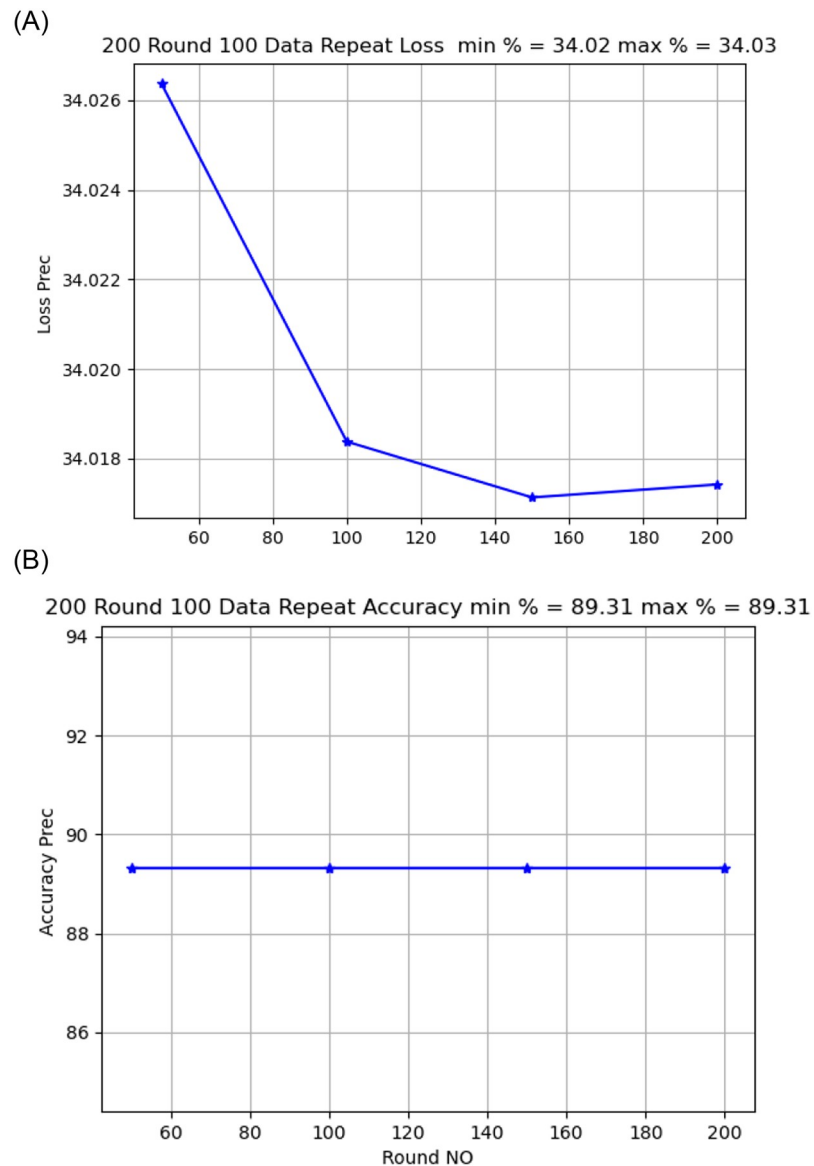 (A)
200 Round 100 Data Repeat Loss  min % = 34.02 max % = 34.03
34.026
34.024
34.022
34.020
34.018
Loss Prec
60 80 100 120 140 160 180 200
(B)
200 Round 100 Data Repeat Accuracy min % = 89.31 max % = 89.31
94
92
90
88
86
Accuracy Prec
60 80 100 120 140 160 180 200
Round NO